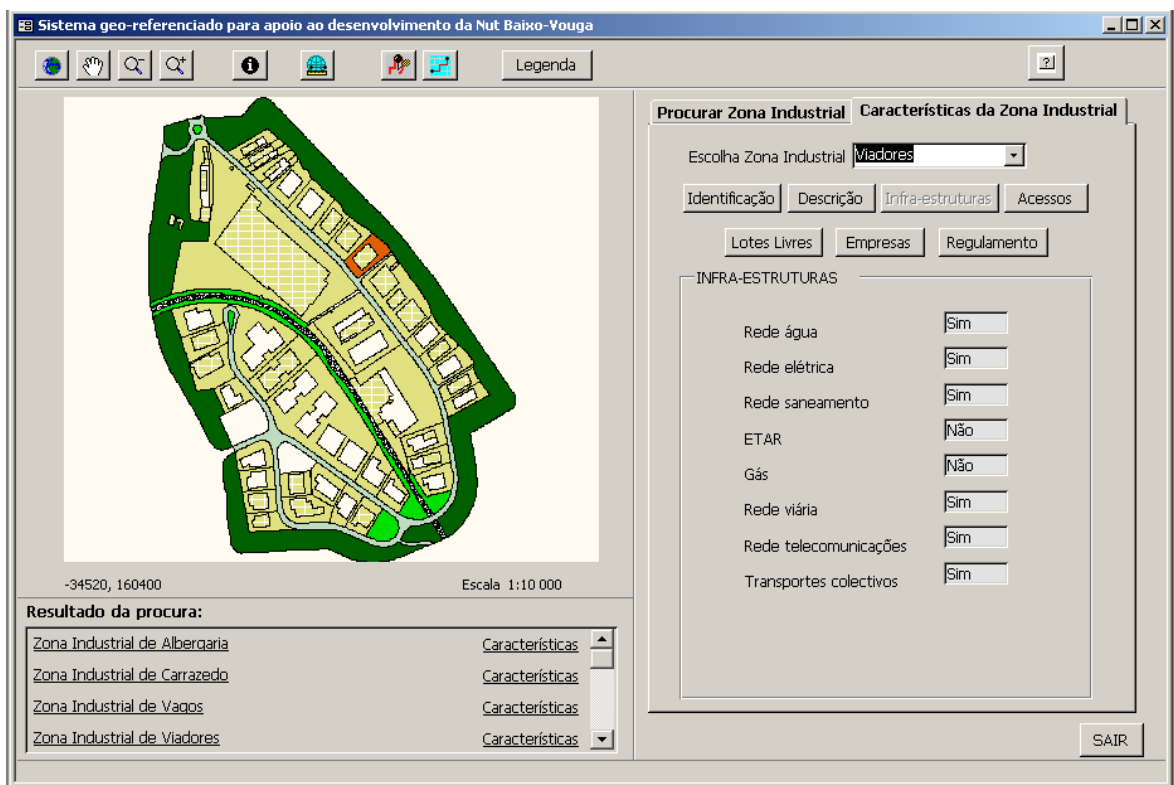 Sistema geo-referenciado para apoio ao desenvolvimento da Nut Baixo-Vouga
Legenda
?
Procurar Zona Industrial Características da Zona Industrial
Escolha Zona Industrial Viadores
Identificação Descrição Infra-estruturas Acessos
Lotes Livres Empresas Regulamento
INFRA-ESTRUTURAS
Rede água Sim
Rede elétrica Sim
Rede saneamento Sim
ETAR Não
Gás Não
Rede viária Sim
Rede telecomunicações Sim
Transportes colectivos Sim
-34520, 160400 Escala 1:10 000
Resultado da procura:
Zona Industrial de Albergaria Características
Zona Industrial de Carrazedo Características
Zona Industrial de Vagos Características
Zona Industrial de Viadores Características
SAIR